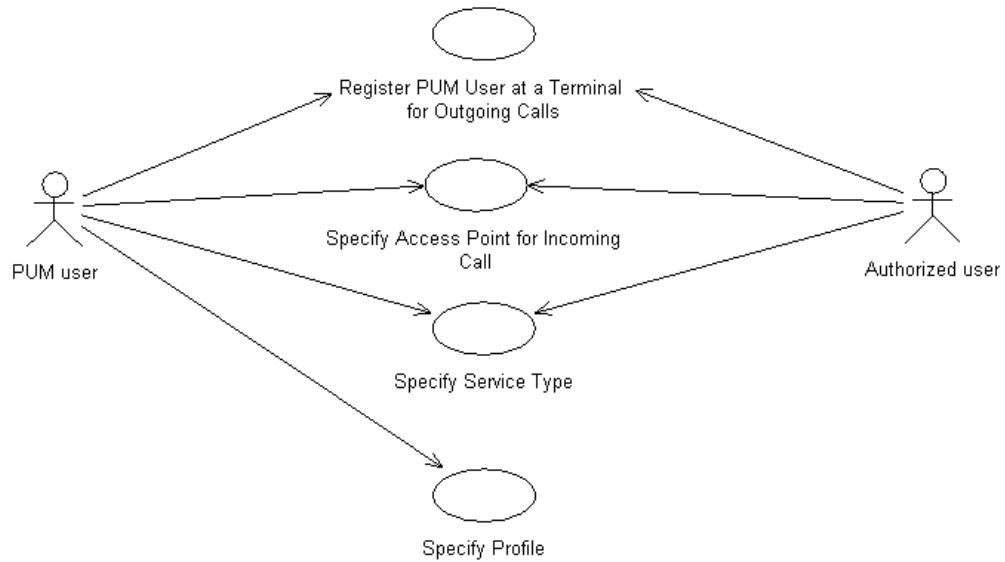 Register PUM User at a Terminal
for Outgoing Calls
Specify Access Point for Incoming
Call
PUM user
Authorized user
Specify Service Type
Specify Profile